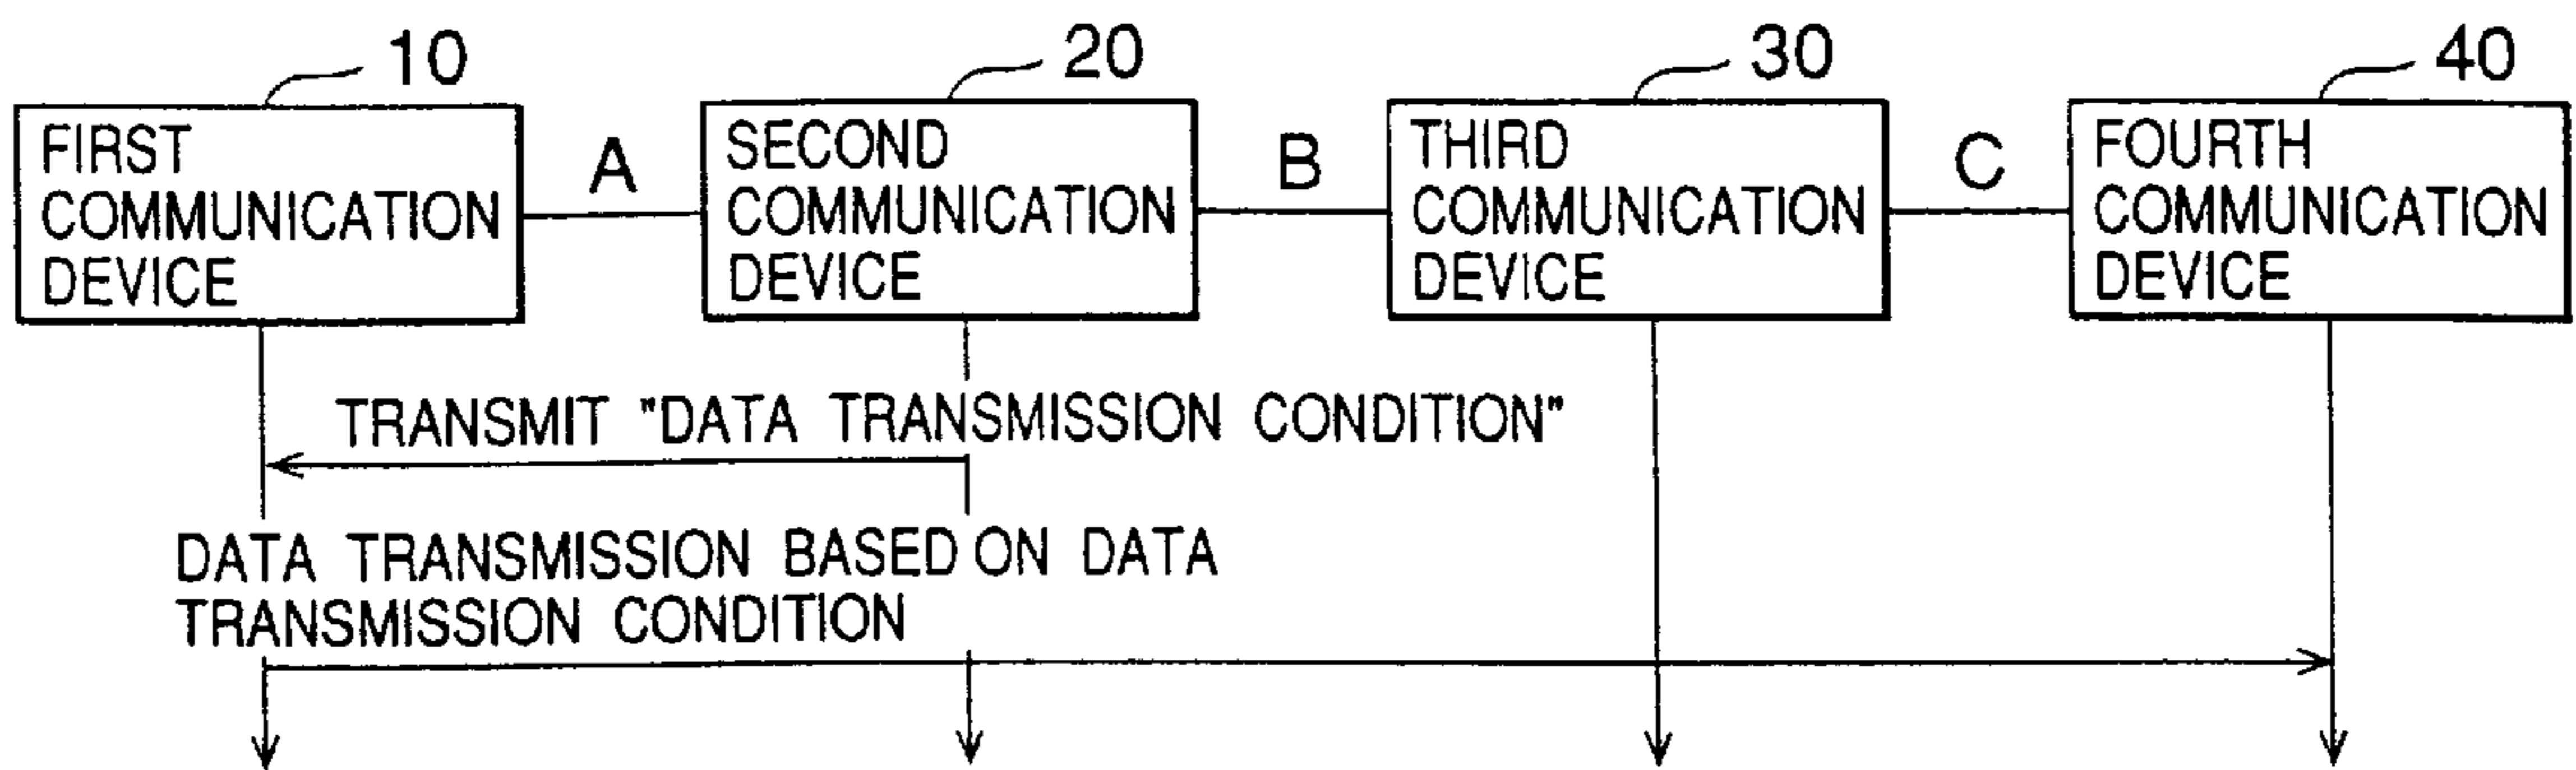 10
20
30
40
FIRST
COMMUNICATION
DEVICE
A
SECOND
COMMUNICATION
DEVICE
B
THIRD
COMMUNICATION
DEVICE
C
FOURTH
COMMUNICATION
DEVICE
TRANSMIT "DATA TRANSMISSION CONDITION"
DATA TRANSMISSION BASED ON DATA
TRANSMISSION CONDITION